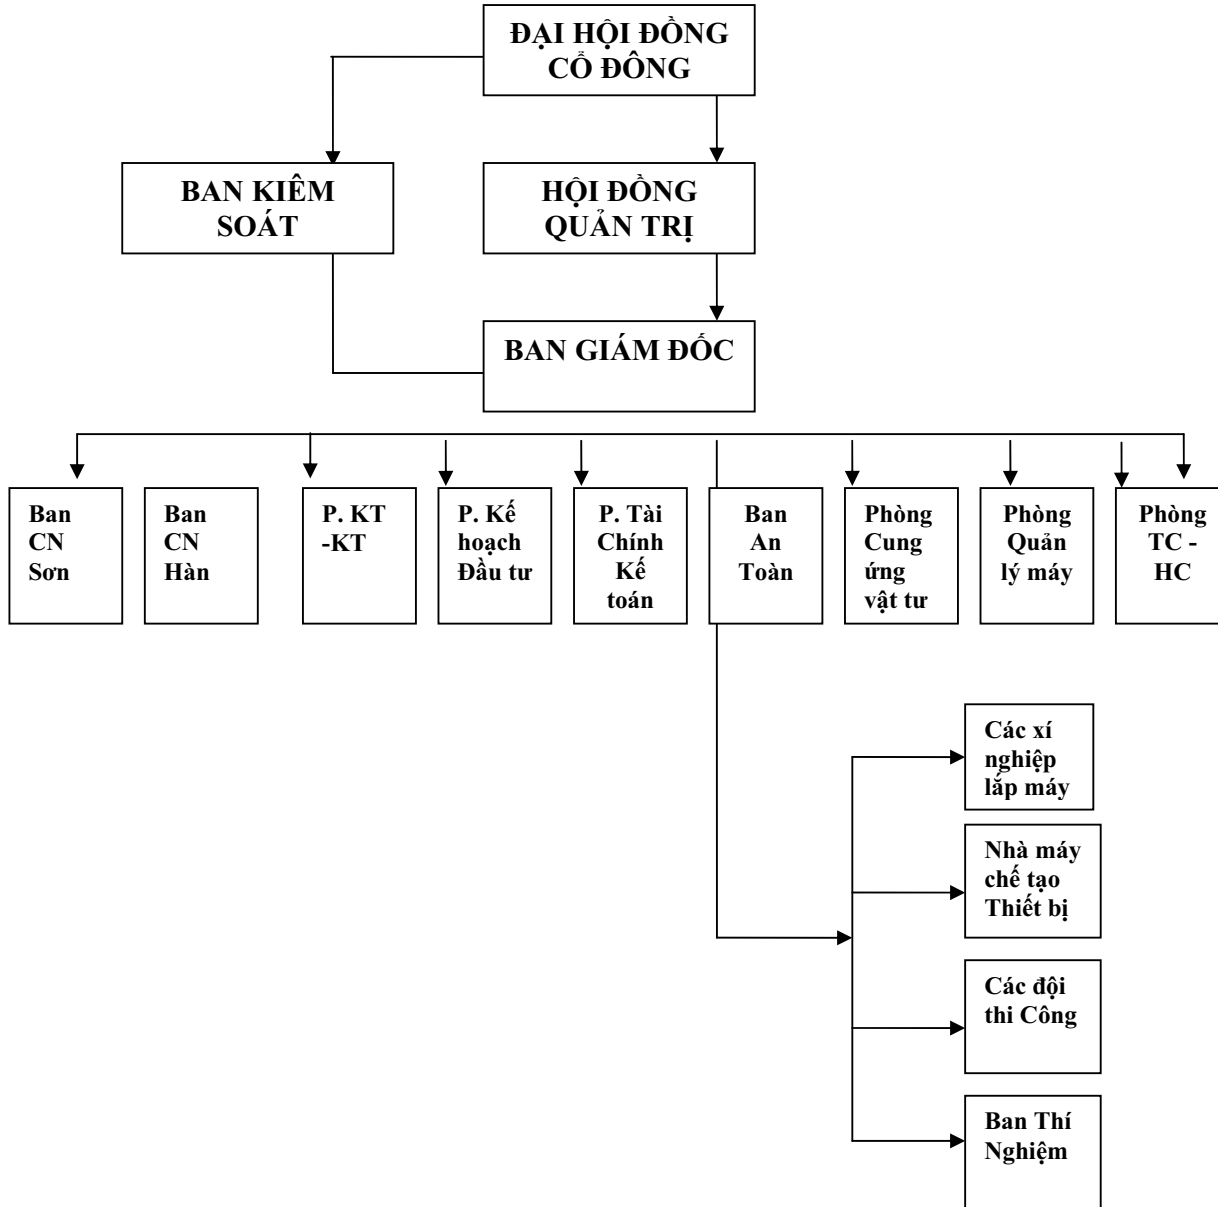 ĐẠI HỘI ĐỒNG
CỔ ĐÔNG
BAN KIÊM
SOÁT
HỘI ĐỒNG
QUẢN TRỊ
BAN GIÁM ĐỐC
Ban
CN
Sơn
Ban
CN
Hàn
P. KT
-KT
P. Kế
hoạch
Đầu tư
P. Tài
Chính
Kế
toán
Ban
An
Toàn
Phòng
Cung
ứng
vật tư
Phòng
Quản
lý máy
Phòng
TC -
HC
Các xí
nghiệp
lắp máy
Nhà máy
chế tạo
Thiết bị
Các đội
thi Công
Ban Thí
Nghiệm